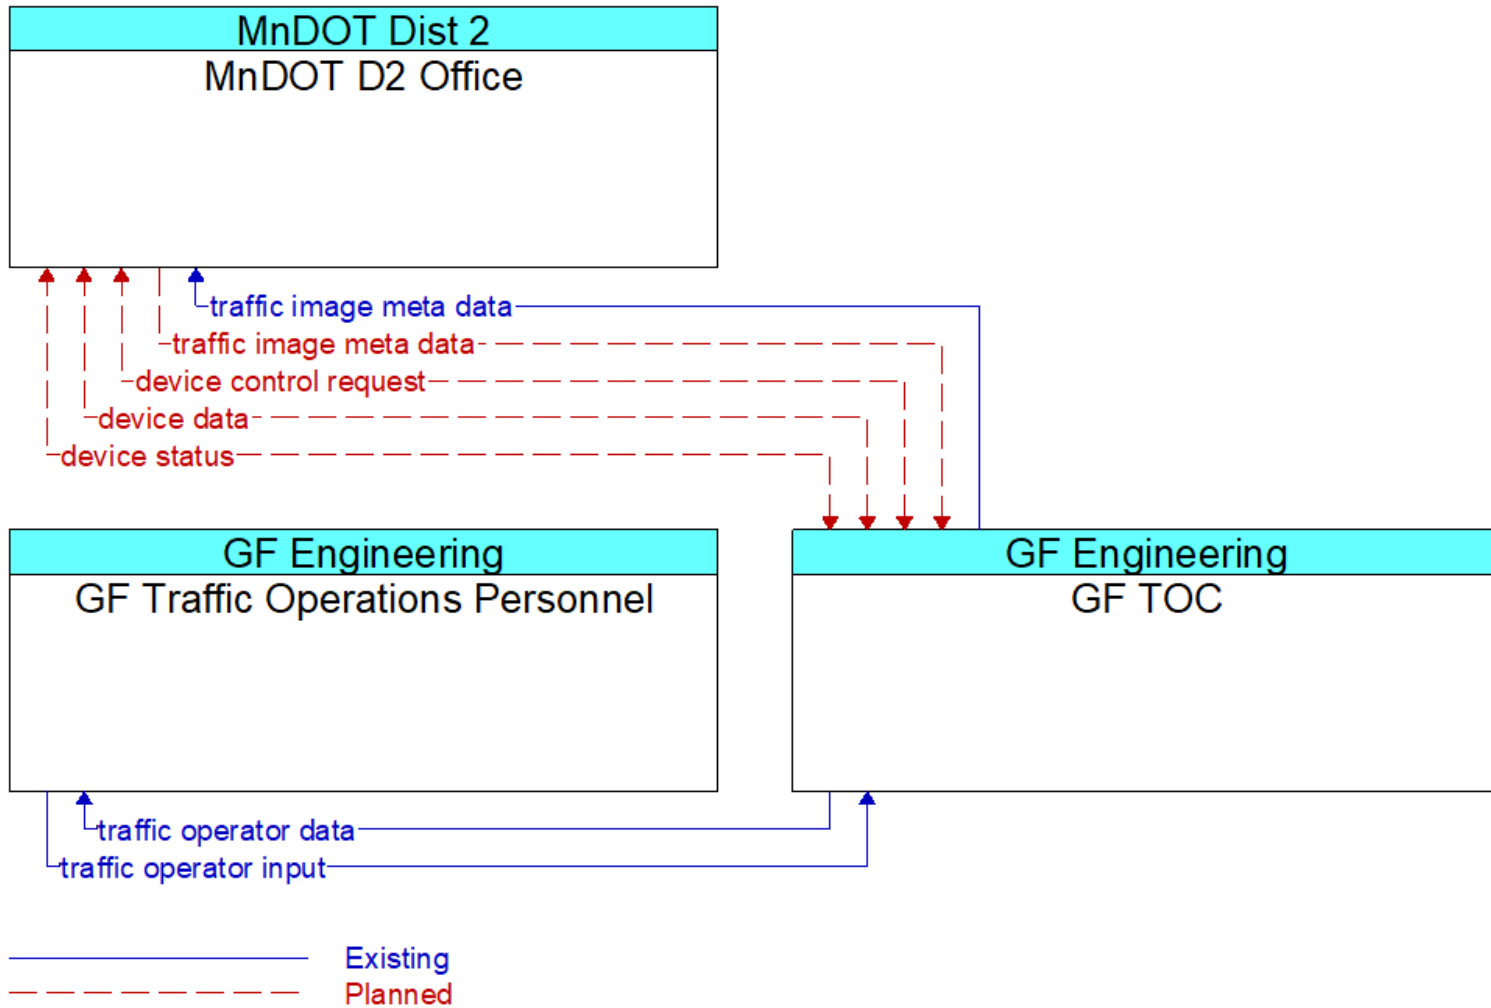 MnDOT Dist 2
MnDOT D2 Office
traffic image meta data
traffic image meta data
device control request
device data
device status
GF Engineering
GF Traffic Operations Personnel
GF Engineering
GF TOC
traffic operator data
traffic operator input
Existing
Planned